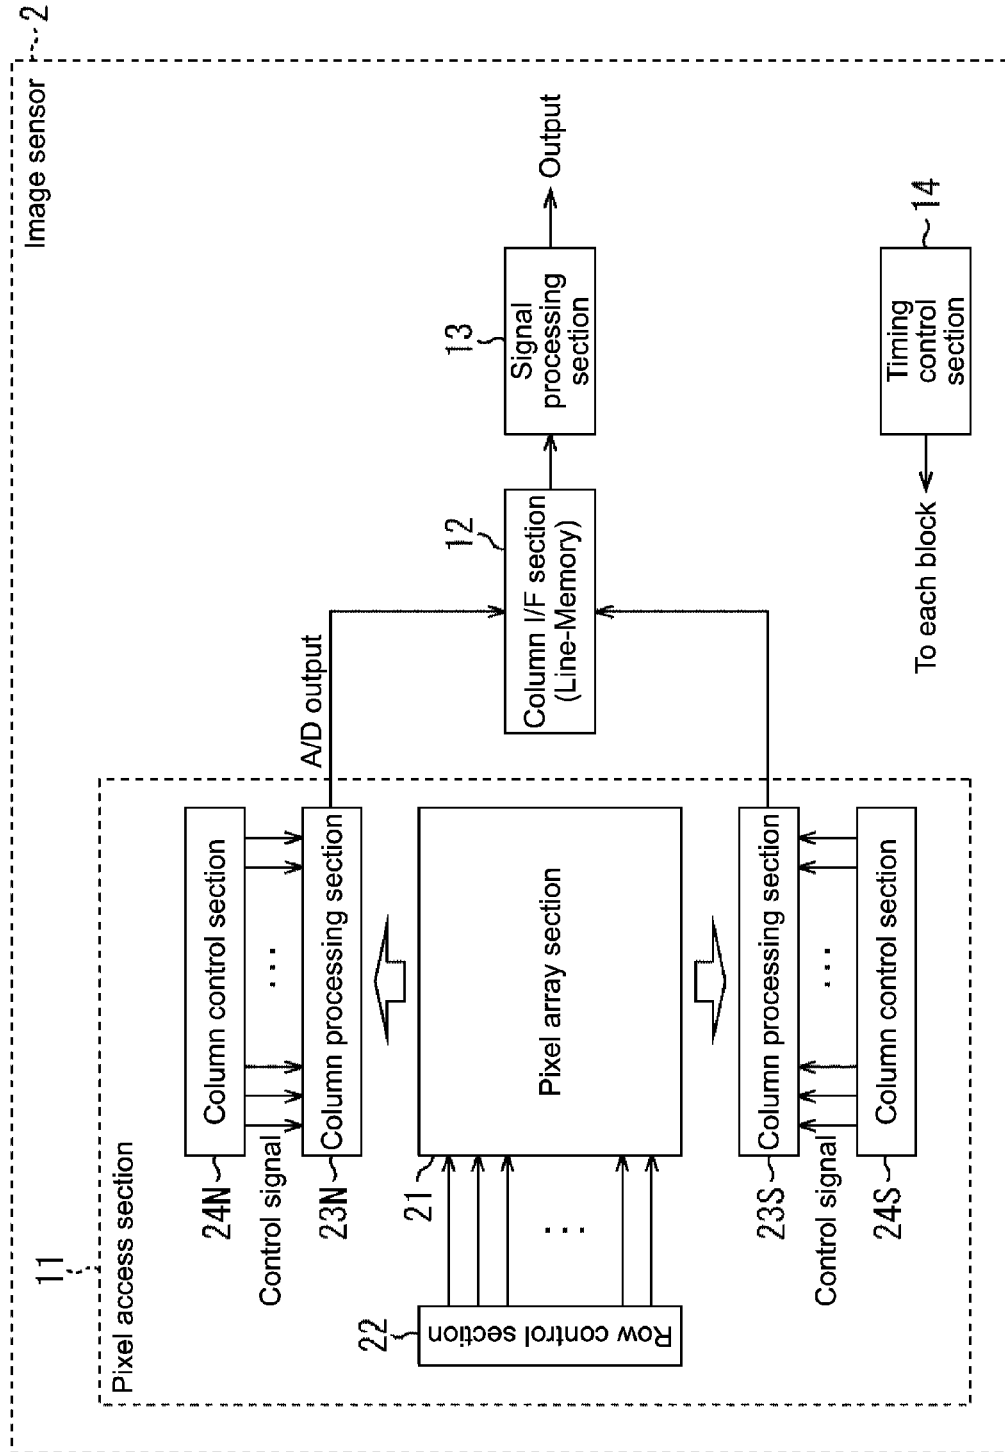 2
Image sensor
11
Pixel access section
24N
Column control section
Control signal
...
23N
Column processing section
A/D output
21
Pixel array section
22
Row control section
...
12
Column I/F section
(Line-Memory)
13
Signal
processing
section
Output
23S
Column processing section
Control signal
...
24S
Column control section
To each block
14
Timing
control
section